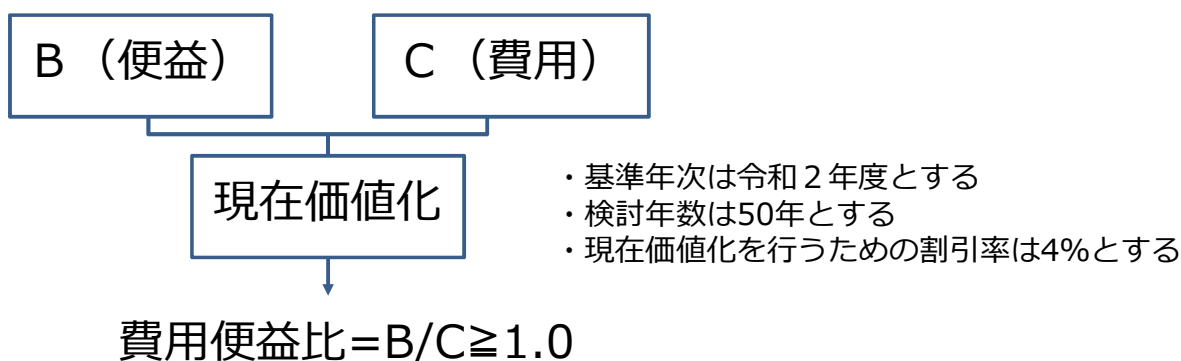 B（便益）
C（費用）
現在価値化
・基準年次は令和２年度とする
・検討年数は50年とする
・現在価値化を行うための割引率は4%とする
費用便益比=B/C≧1.0